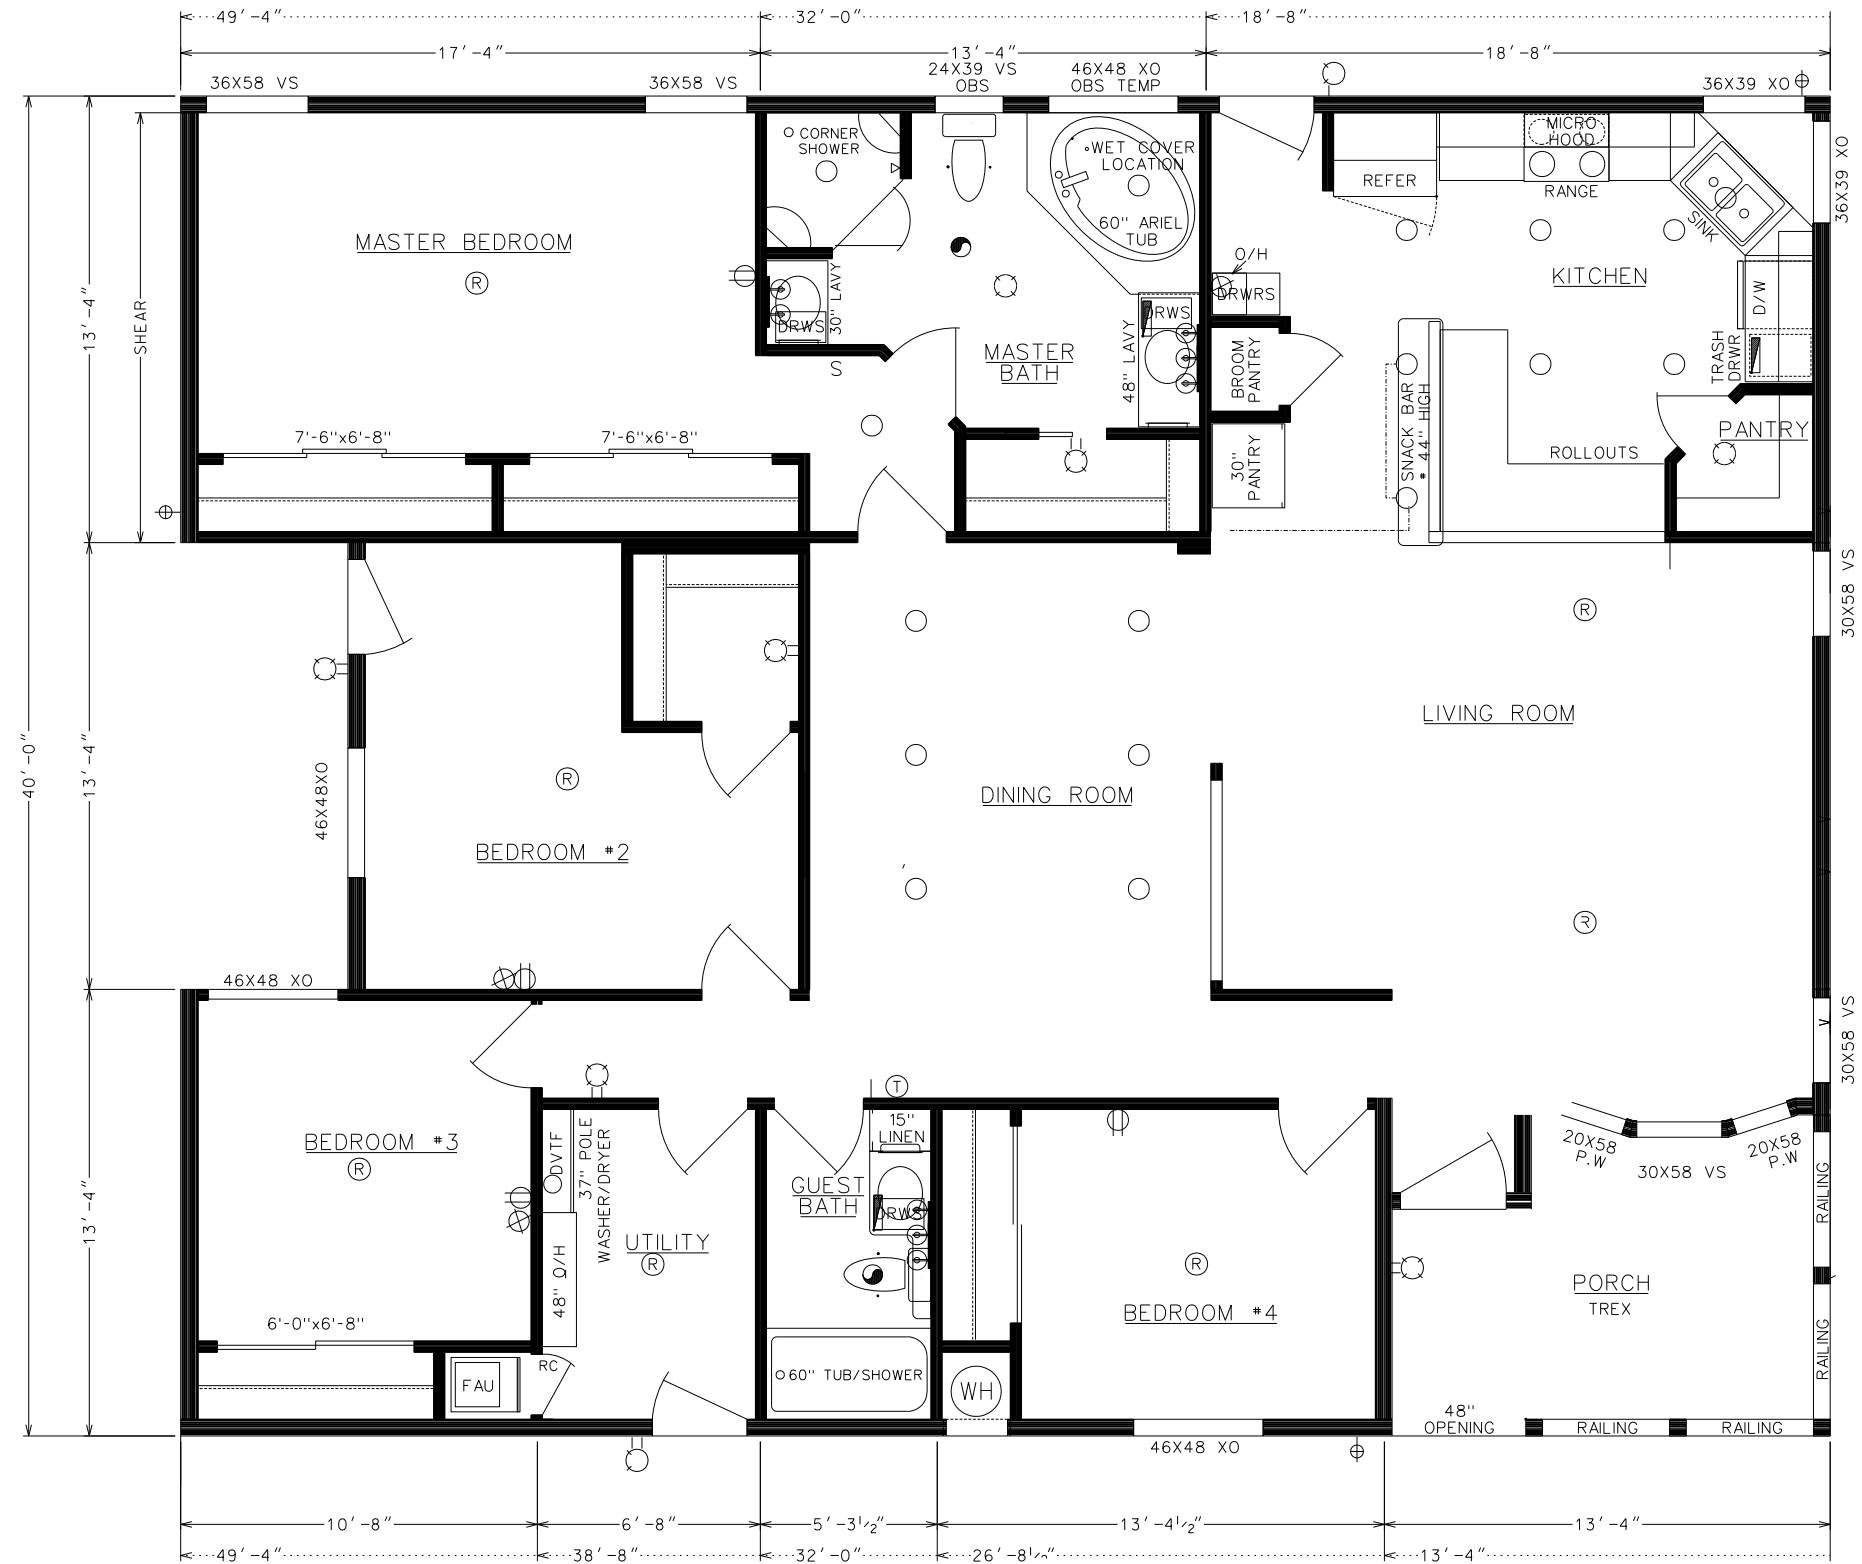 49'-4"
32'-0"
18'-8"
17'-4"
13'-4"
18'-8"
36X58 VS
36X58 VS
24X39 VS
OBS
46X48 XO
OBS TEMP
36X39 XO
CORNER
SHOWER
WET COVER
LOCATION
60" ARIEL
TUB
MICRO
HOOD
REFER
RANGE
SINK
36X39 XO
MASTER BEDROOM
R
O/H
DRWRS
KITCHEN
D/W
13'-4"
SHEAR
30" LAVY
DRWS
S
DRWS
48" LAVY
MASTER
BATH
BROOM
PANTRY
TRASH
DRWR
SNACK BAR
* 44" HIGH
PANTRY
ROLLOUTS
7'-6"x6'-8"
7'-6"x6'-8"
30"
PANTRY
30X58 VS
R
LIVING ROOM
40'-0"
13'-4"
46X48XO
R
DINING ROOM
BEDROOM #2
R
46X48 XO
30X58 VS
V
T
15"
LINEN
BEDROOM #3
R
DVTF
37" POLE
WASHER/DRYER
GUEST
BATH
DRWS
20X58
P.W
30X58 VS
20X58
P.W
RAILING
13'-4"
UTILITY
R
48" O/H
R
BEDROOM #4
PORCH
TREX
6'-0"x6'-8"
RAILING
RC
FAU
60" TUB/SHOWER
WH
48"
OPENING
RAILING
RAILING
46X48 XO
10'-8"
6'-8"
5'-3½"
13'-4½"
13'-4"
49'-4"
38'-8"
32'-0"
26'-8½"
13'-4"